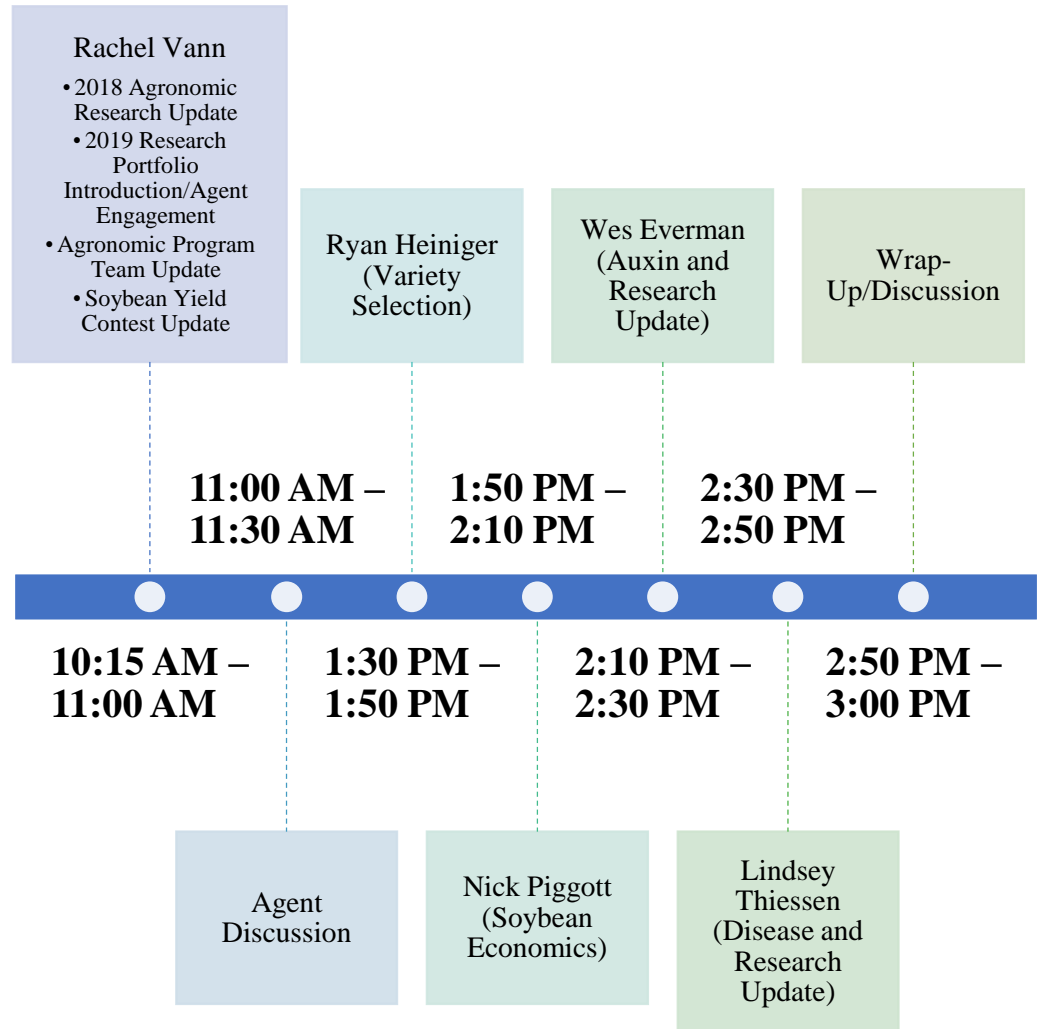 Rachel Vann
• 2018 Agronomic
Research Update
• 2019 Research
Portfolio
Introduction/Agent
Engagement
• Agronomic Program
Team Update
• Soybean Yield
Contest Update
Ryan Heiniger
(Variety
Selection)
Wes Everman
(Auxin and
Research
Update)
Wrap-
Up/Discussion
11:00 AM –
11:30 AM
1:50 PM –
2:10 PM
2:30 PM –
2:50 PM
10:15 AM –
11:00 AM
1:30 PM –
1:50 PM
2:10 PM –
2:30 PM
2:50 PM –
3:00 PM
Agent
Discussion
Nick Piggott
(Soybean
Economics)
Lindsey
Thiessen
(Disease and
Research
Update)